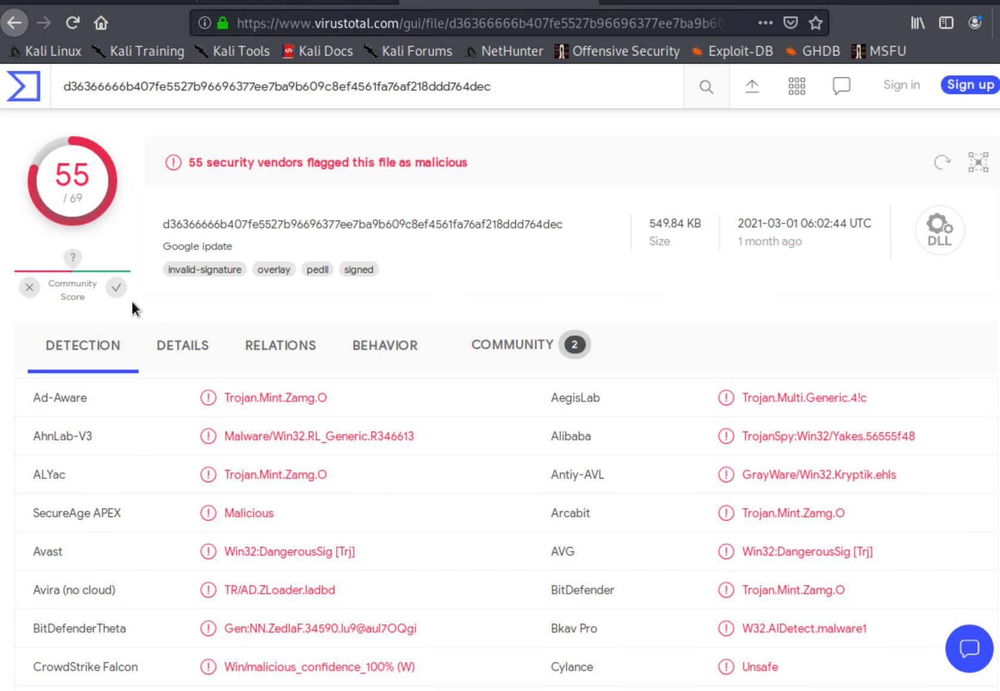 https://www.virustotal.com/gui/file/d36366666b407fe5527b96696377ee7ba9b60
Kali Linux Kali Training Kali Tools Kali Docs Kali Forums NetHunter Offensive Security Exploit-DB GHDB MSFU
d36366666b407fe5527b96696377ee7ba9b609c8ef4561fa76af218ddd764dec Sign in Sign up
55
/ 69
55 security vendors flagged this file as malicious
d36366666b407fe5527b96696377ee7ba9b609c8ef4561fa76af218ddd764dec
Google ipdate
invalid-signature overlay pedll signed
549.84 KB
Size
2021-03-01 06:02:44 UTC
1 month ago
DLL
?
Community
Score
DETECTION DETAILS RELATIONS BEHAVIOR COMMUNITY 2
Ad-Aware Trojan.Mint.Zamg.O AegisLab Trojan.Multi.Generic.4!c
AhnLab-V3 Malware/Win32.RL_Generic.R346613 Alibaba TrojanSpy:Win32/Yakes.56555f48
ALYac Trojan.Mint.Zamg.O Antiy-AVL GrayWare/Win32.Kryptik.ehls
SecureAge APEX Malicious Arcabit Trojan.Mint.Zamg.O
Avast Win32:DangerousSig [Trj] AVG Win32:DangerousSig [Trj]
Avira (no cloud) TR/AD.ZLoader.ladbd BitDefender Trojan.Mint.Zamg.O
BitDefenderTheta Gen:NN.ZedlaF.34590.lu9@aul7OQgi Bkav Pro W32.AIDetect.malware1
CrowdStrike Falcon Win/malicious_confidence_100% (W) Cylance Unsafe